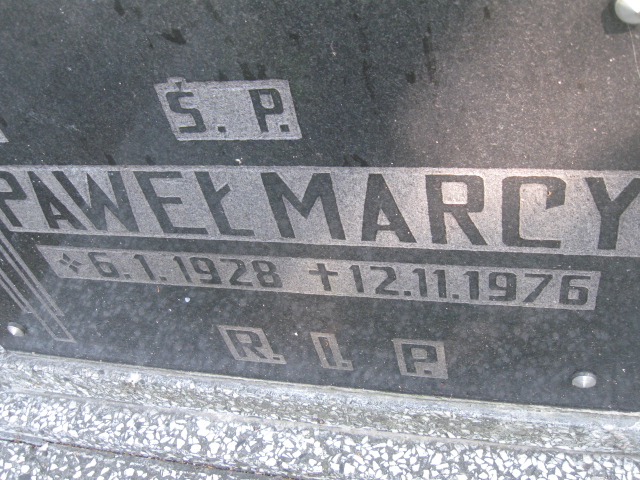 Ś. P.
PAWEŁ MARCY
* 6.1.1928 † 12.11.1976
R. I. P.